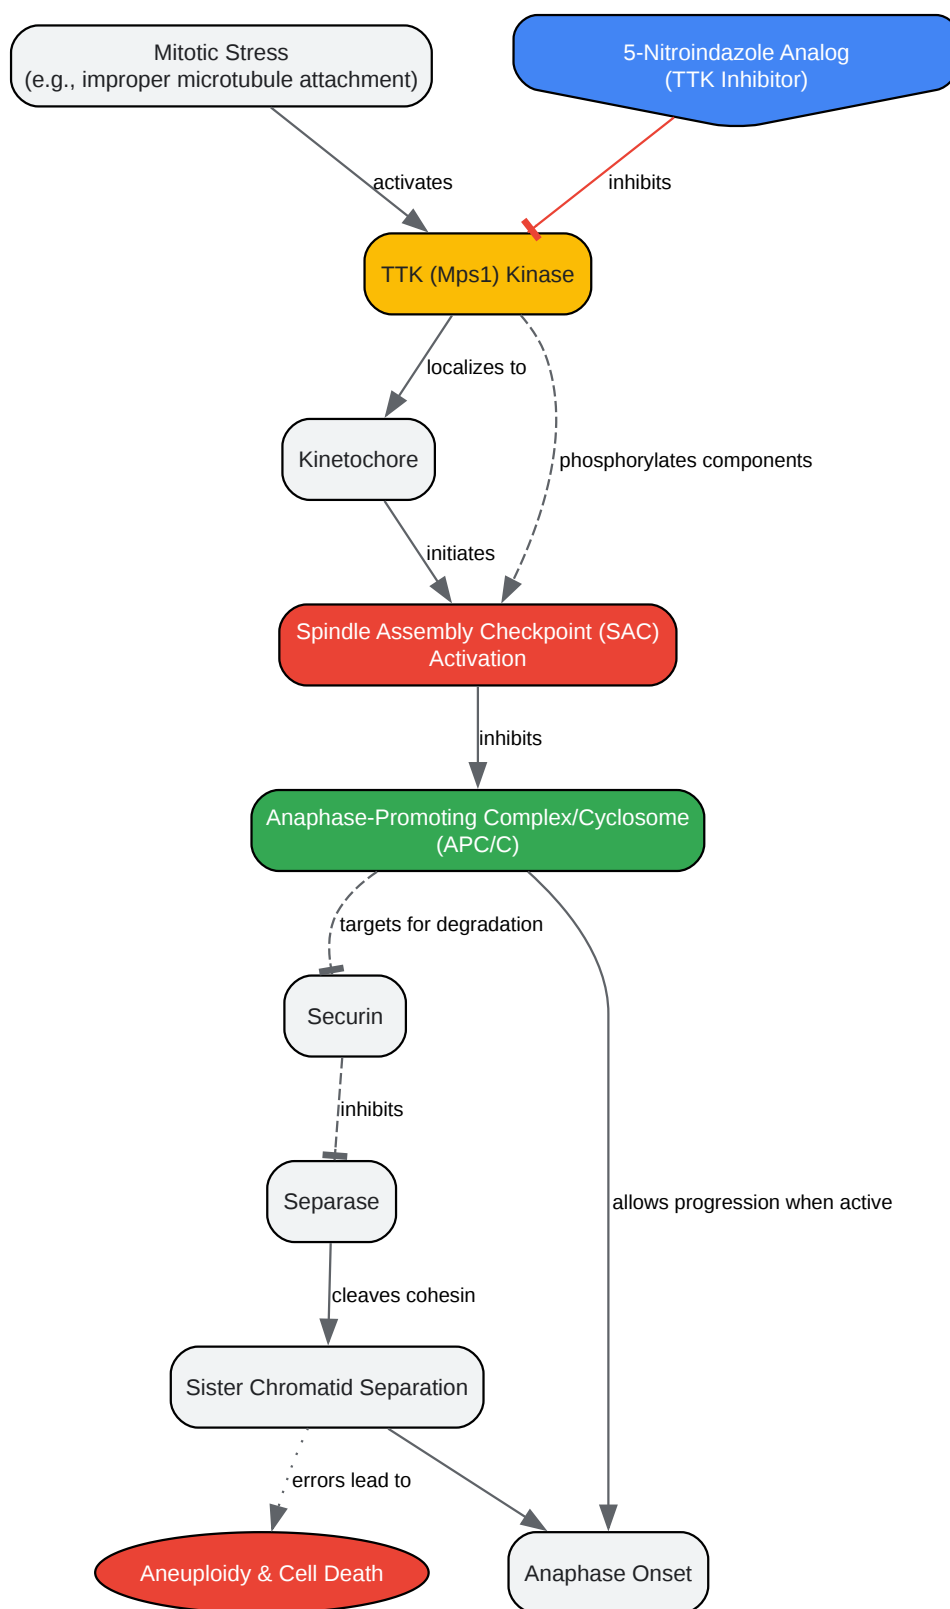 Mitotic Stress
(e.g., improper microtubule attachment)
5-Nitroindazole Analog
(TTK Inhibitor)
activates
inhibits
TTK (Mps1) Kinase
localizes to
Kinetochore
phosphorylates components
initiates
Spindle Assembly Checkpoint (SAC)
Activation
inhibits
Anaphase-Promoting Complex/Cyclosome
(APC/C)
targets for degradation
Securin
inhibits
Separase
allows progression when active
cleaves cohesin
Sister Chromatid Separation
errors lead to
Aneuploidy & Cell Death
Anaphase Onset